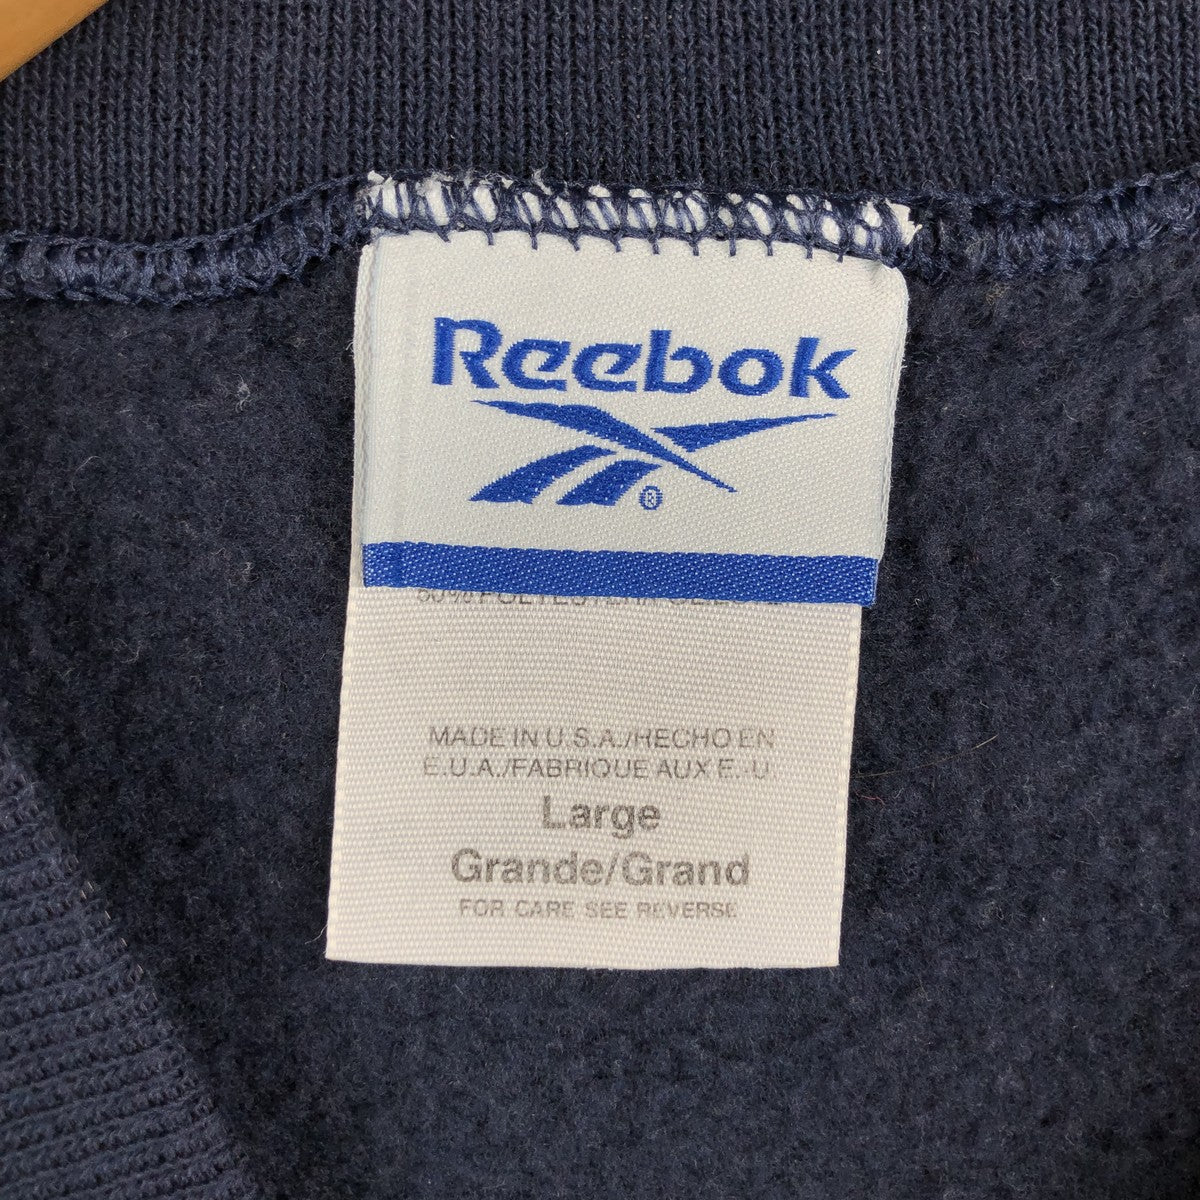 Reebok
®
MADE IN U.S.A./HECHO EN
E.U.A./FABRIQUE AUX E.-U.
Large
Grande/Grand
FOR CARE SEE REVERSE